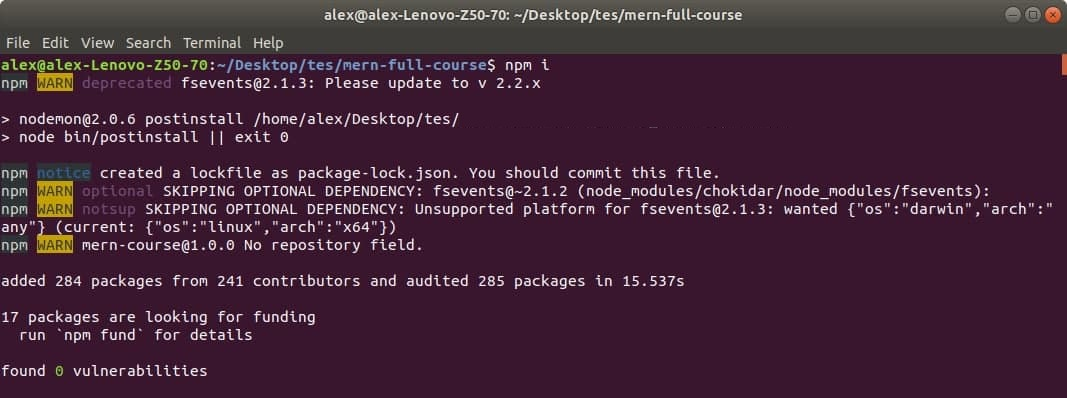 alex@alex-Lenovo-Z50-70: ~/Desktop/tes/mern-full-course
File Edit View Search Terminal Help
alex@alex-Lenovo-Z50-70:~/Desktop/tes/mern-full-course$ npm i
npm WARN deprecated fsevents@2.1.3: Please update to v 2.2.x
> nodemon@2.0.6 postinstall /home/alex/Desktop/tes/
> node bin/postinstall || exit 0
npm notice created a lockfile as package-lock.json. You should commit this file.
npm WARN optional SKIPPING OPTIONAL DEPENDENCY: fsevents@~2.1.2 (node_modules/chokidar/node_modules/fsevents):
npm WARN notsup SKIPPING OPTIONAL DEPENDENCY: Unsupported platform for fsevents@2.1.3: wanted {"os":"darwin","arch":"
any"} (current: {"os":"linux","arch":"x64"})
npm WARN mern-course@1.0.0 No repository field.
added 284 packages from 241 contributors and audited 285 packages in 15.537s
17 packages are looking for funding
  run `npm fund` for details
found 0 vulnerabilities